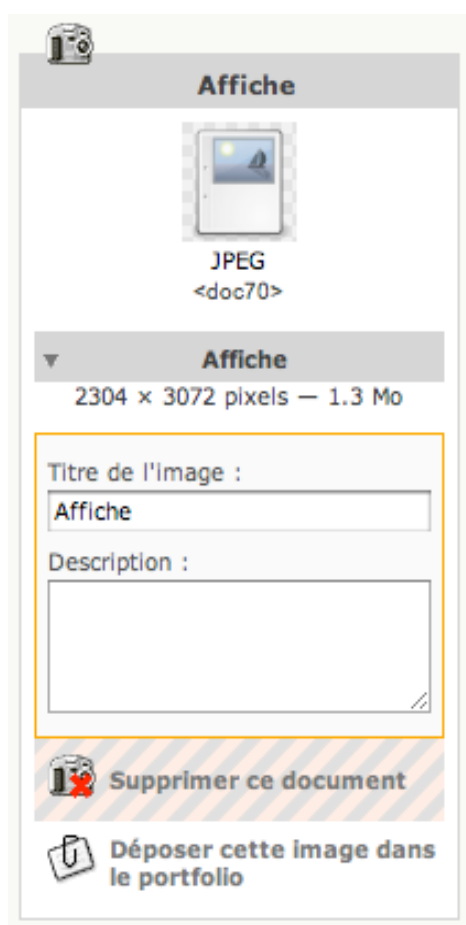 Affiche
JPEG
<doc70>
Affiche
2304 × 3072 pixels — 1.3 Mo
Titre de l'image :
Affiche
Description :
Supprimer ce document
Déposer cette image dans
le portfolio